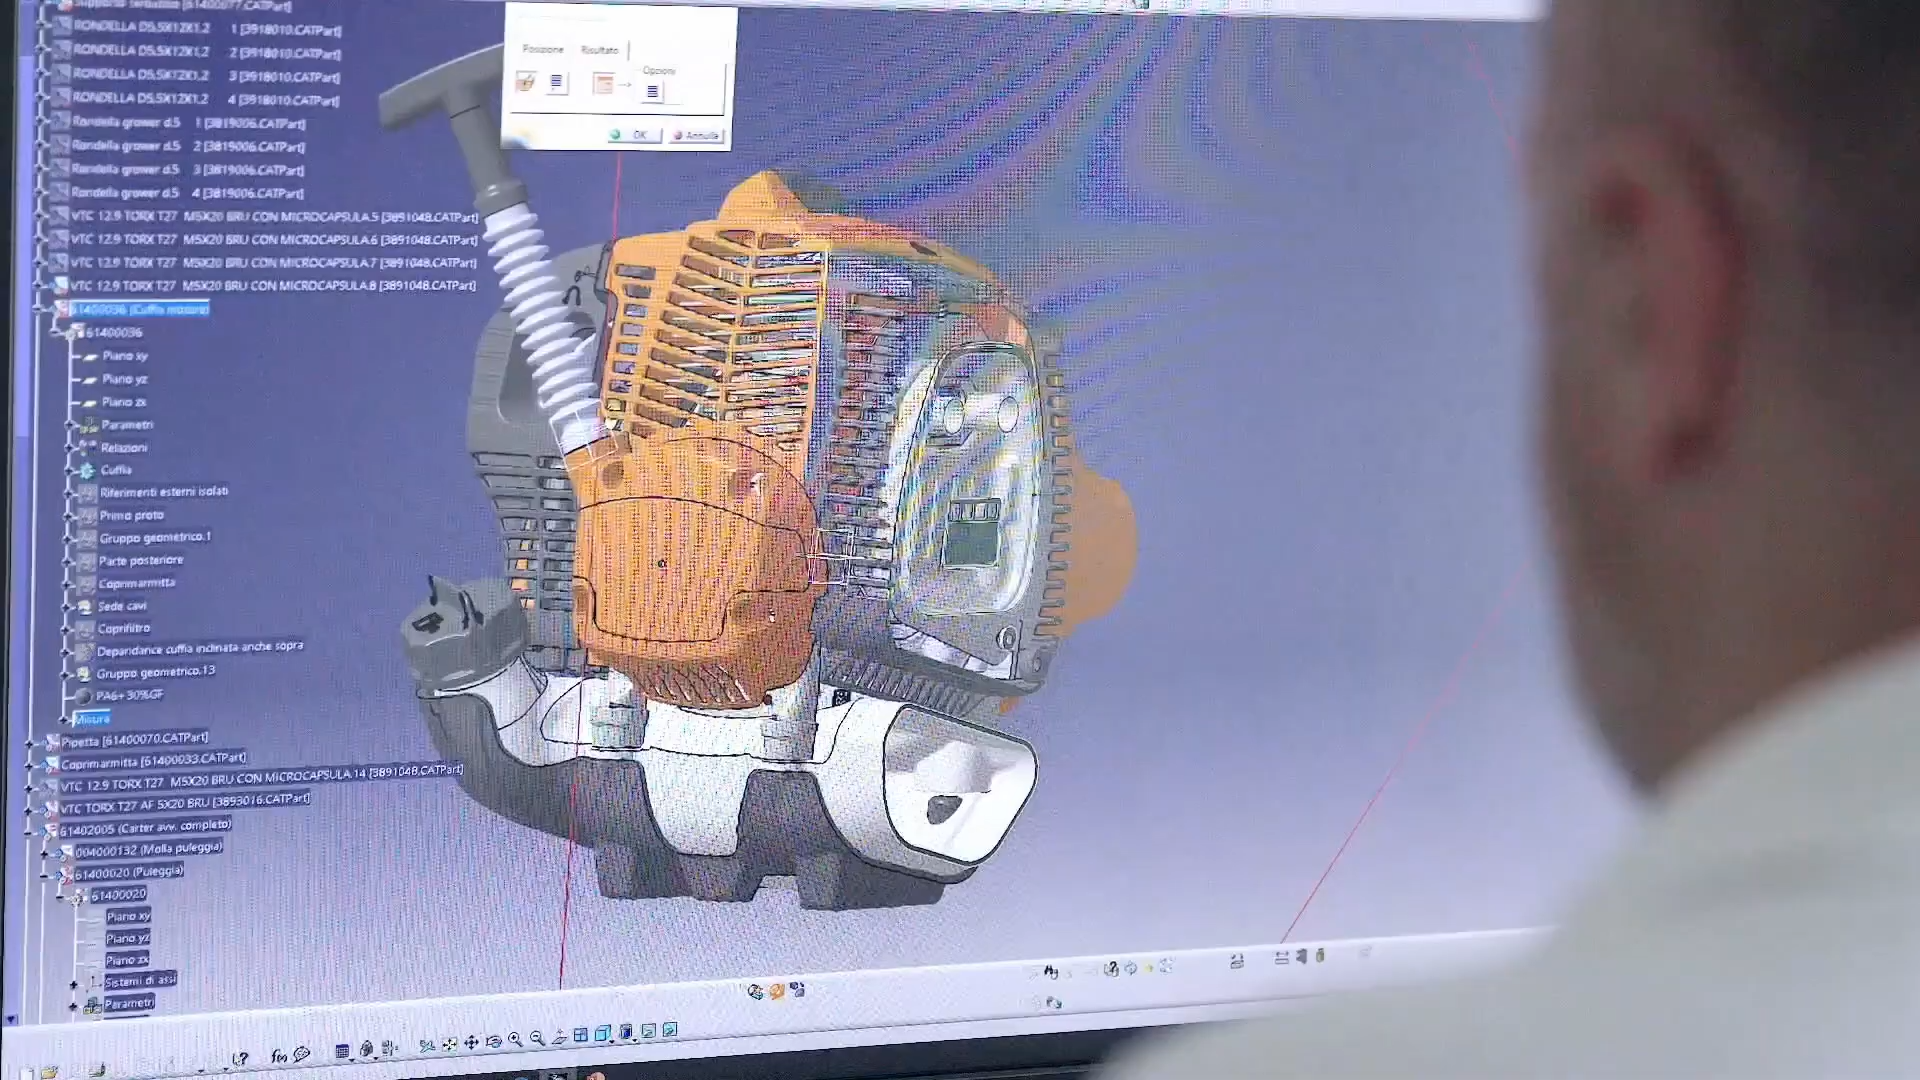 Supporto serbatoio [61400077.CATPart]
RONDELLA D5,5X12X1,2 1 [3918010.CATPart]
RONDELLA D5,5X12X1,2 2 [3918010.CATPart]
RONDELLA D5,5X12X1,2 3 [3918010.CATPart]
RONDELLA D5,5X12X1,2 4 [3918010.CATPart]
Rondella grower d.5 1 [3819006.CATPart]
Rondella grower d.5 2 [3819006.CATPart]
Rondella grower d.5 3 [3819006.CATPart]
Rondella grower d.5 4 [3819006.CATPart]
VTC 12.9 TORX T27 M5X20 BRU CON MICROCAPSULA.5 [3891048.CATPart]
VTC 12.9 TORX T27 M5X20 BRU CON MICROCAPSULA.6 [3891048.CATPart]
VTC 12.9 TORX T27 M5X20 BRU CON MICROCAPSULA.7 [3891048.CATPart]
VTC 12.9 TORX T27 M5X20 BRU CON MICROCAPSULA.8 [3891048.CATPart]
61400036 (Cuffia motore)
61400036
Piano xy
Piano yz
Piano zx
Parametri
Relazioni
Cuffia
Riferimenti esterni isolati
Primo proto
Gruppo geometrico.1
Parte posteriore
Coprimarmitta
Sede cavi
Coprifiltro
Depandance cuffia inclinata anche sopra
Gruppo geometrico.13
PA6+30%GF
Misura
Pipetta [61400070.CATPart]
Coprimarmitta [61400033.CATPart]
VTC 12.9 TORX T27 M5X20 BRU CON MICROCAPSULA.14 [3891048.CATPart]
VTC TORX T27 AF 5X20 BRU [3893016.CATPart]
61402005 (Carter avv. completo)
004000132 (Molla puleggia)
61400020 (Puleggia)
61400020
Piano xy
Piano yz
Piano zx
Sistemi di assi
Parametri
Posizione Risultato
Opzioni
OK Annulla